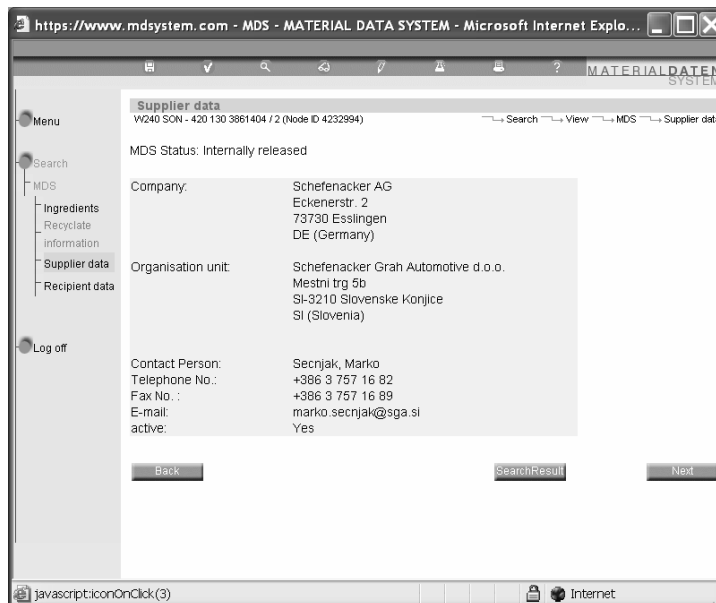 https://www.mdsystem.com - MDS - MATERIAL DATA SYSTEM - Microsoft Internet Explo...
MATERIALDATEN
SYSTEM
Menu
Search
MDS
Ingredients
Recyclate
information
Supplier data
Recipient data
Log off
Supplier data
W240 SON - 420 130 3861404 / 2 (Node ID 4232994)
Search View MDS Supplier dat
MDS Status: Internally released
Company: Schefenacker AG
Eckenerstr. 2
73730 Esslingen
DE (Germany)
Organisation unit: Schefenacker Grah Automotive d.o.o.
Mestni trg 5b
SI-3210 Slovenske Konjice
SI (Slovenia)
Contact Person: Secnjak, Marko
Telephone No.: +386 3 757 16 82
Fax No. : +386 3 757 16 89
E-mail: marko.secnjak@sga.si
active: Yes
Back SearchResult Next
javascript:iconOnClick(3) Internet